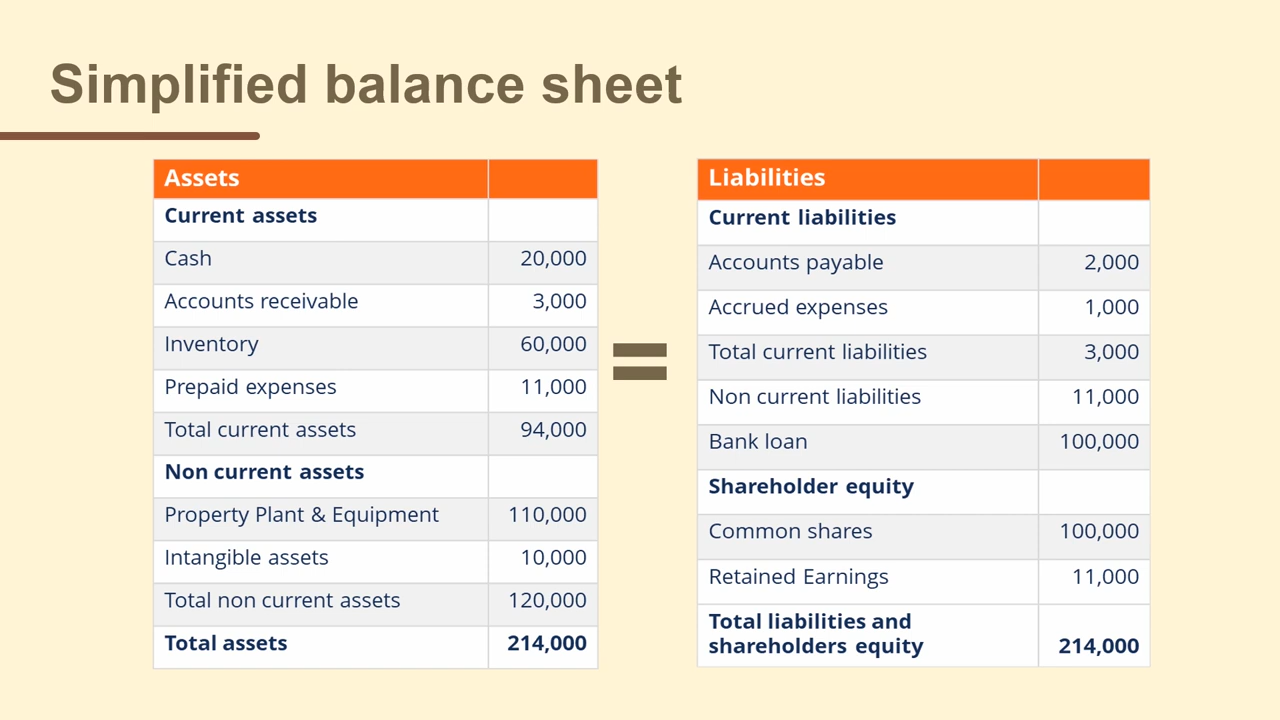 Simplified balance sheet
Assets
Current assets
Cash 20,000
Accounts receivable 3,000
Inventory 60,000
Prepaid expenses 11,000
Total current assets 94,000
Non current assets
Property Plant & Equipment 110,000
Intangible assets 10,000
Total non current assets 120,000
Total assets 214,000
=
Liabilities
Current liabilities
Accounts payable 2,000
Accrued expenses 1,000
Total current liabilities 3,000
Non current liabilities 11,000
Bank loan 100,000
Shareholder equity
Common shares 100,000
Retained Earnings 11,000
Total liabilities and
shareholders equity 214,000